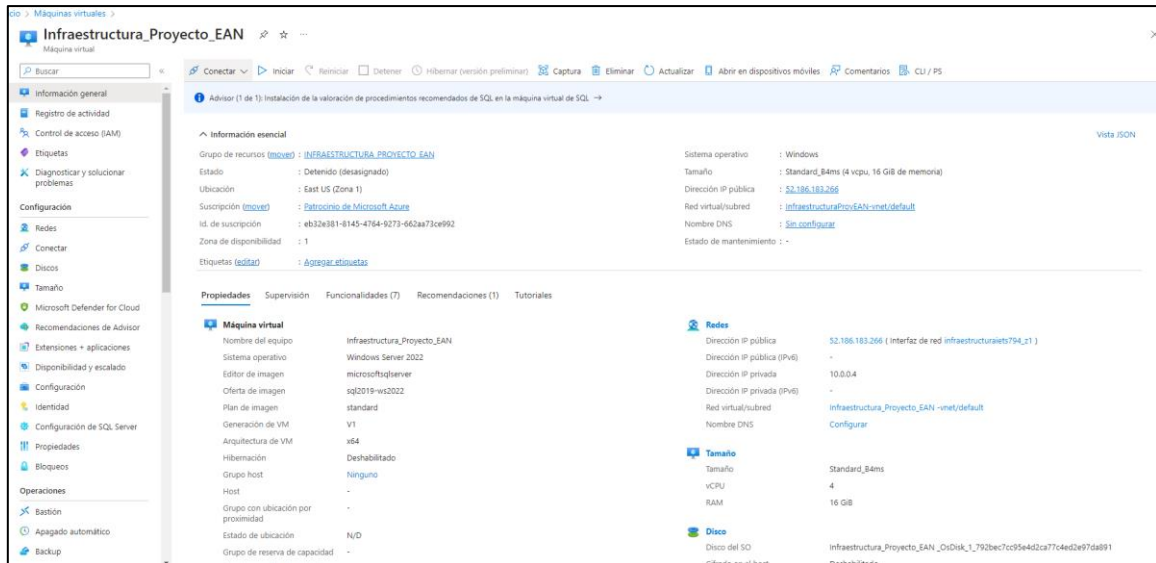 cio > Máquinas virtuales >
Infraestructura_Proyecto_EAN
Máquina virtual
Buscar
Conectar
Iniciar
Reiniciar
Detener
Hibernar (versión preliminar)
Captura
Eliminar
Actualizar
Abrir en dispositivos móviles
Comentarios
CLI / PS
Información general
Registro de actividad
Control de acceso (IAM)
Etiquetas
Diagnosticar y solucionar
problemas
Configuración
Redes
Conectar
Discos
Tamaño
Microsoft Defender for Cloud
Recomendaciones de Advisor
Extensiones + aplicaciones
Disponibilidad y escalado
Configuración
Identidad
Configuración de SQL Server
Propiedades
Bloqueos
Operaciones
Bastión
Apagado automático
Backup
Advisor (1 de 1): Instalación de la valoración de procedimientos recomendados de SQL en la máquina virtual de SQL →
Información esencial
Vista JSON
Grupo de recursos (mover) : INFRAESTRUCTURA_PROYECTO_EAN
Estado : Detenido (desasignado)
Ubicación : East US (Zona 1)
Suscripción (mover) : Patrocinio de Microsoft Azure
Id. de suscripción : eb32e381-8145-4764-9273-662aa73ce992
Zona de disponibilidad : 1
Etiquetas (editar) : Agregar etiquetas
Sistema operativo : Windows
Tamaño : Standard_B4ms (4 vcpu, 16 GiB de memoria)
Dirección IP pública : 52.186.183.266
Red virtual/subred : InfraestructuraProyEAN-vnet/default
Nombre DNS : Sin configurar
Estado de mantenimiento : -
Propiedades
Supervisión
Funcionalidades (7)
Recomendaciones (1)
Tutoriales
Máquina virtual
Nombre del equipo Infraestructura_Proyecto_EAN
Sistema operativo Windows Server 2022
Editor de imagen microsoftsqlserver
Oferta de imagen sql2019-ws2022
Plan de imagen standard
Generación de VM V1
Arquitectura de VM x64
Hibernación Deshabilitado
Grupo host Ninguno
Host -
Grupo con ubicación por
proximidad -
Estado de ubicación N/D
Grupo de reserva de capacidad -
Redes
Dirección IP pública 52.186.183.266 ( Interfaz de red infraestructuraiets794_z1 )
Dirección IP pública (IPv6) -
Dirección IP privada 10.0.0.4
Dirección IP privada (IPv6) -
Red virtual/subred Infraestructura_Proyecto_EAN -vnet/default
Nombre DNS Configurar
Tamaño
Tamaño Standard_B4ms
vCPU 4
RAM 16 GiB
Disco
Disco del SO Infraestructura_Proyecto_EAN _OsDisk_1_792bec7cc95e4d2ca77c4ed2e97da891